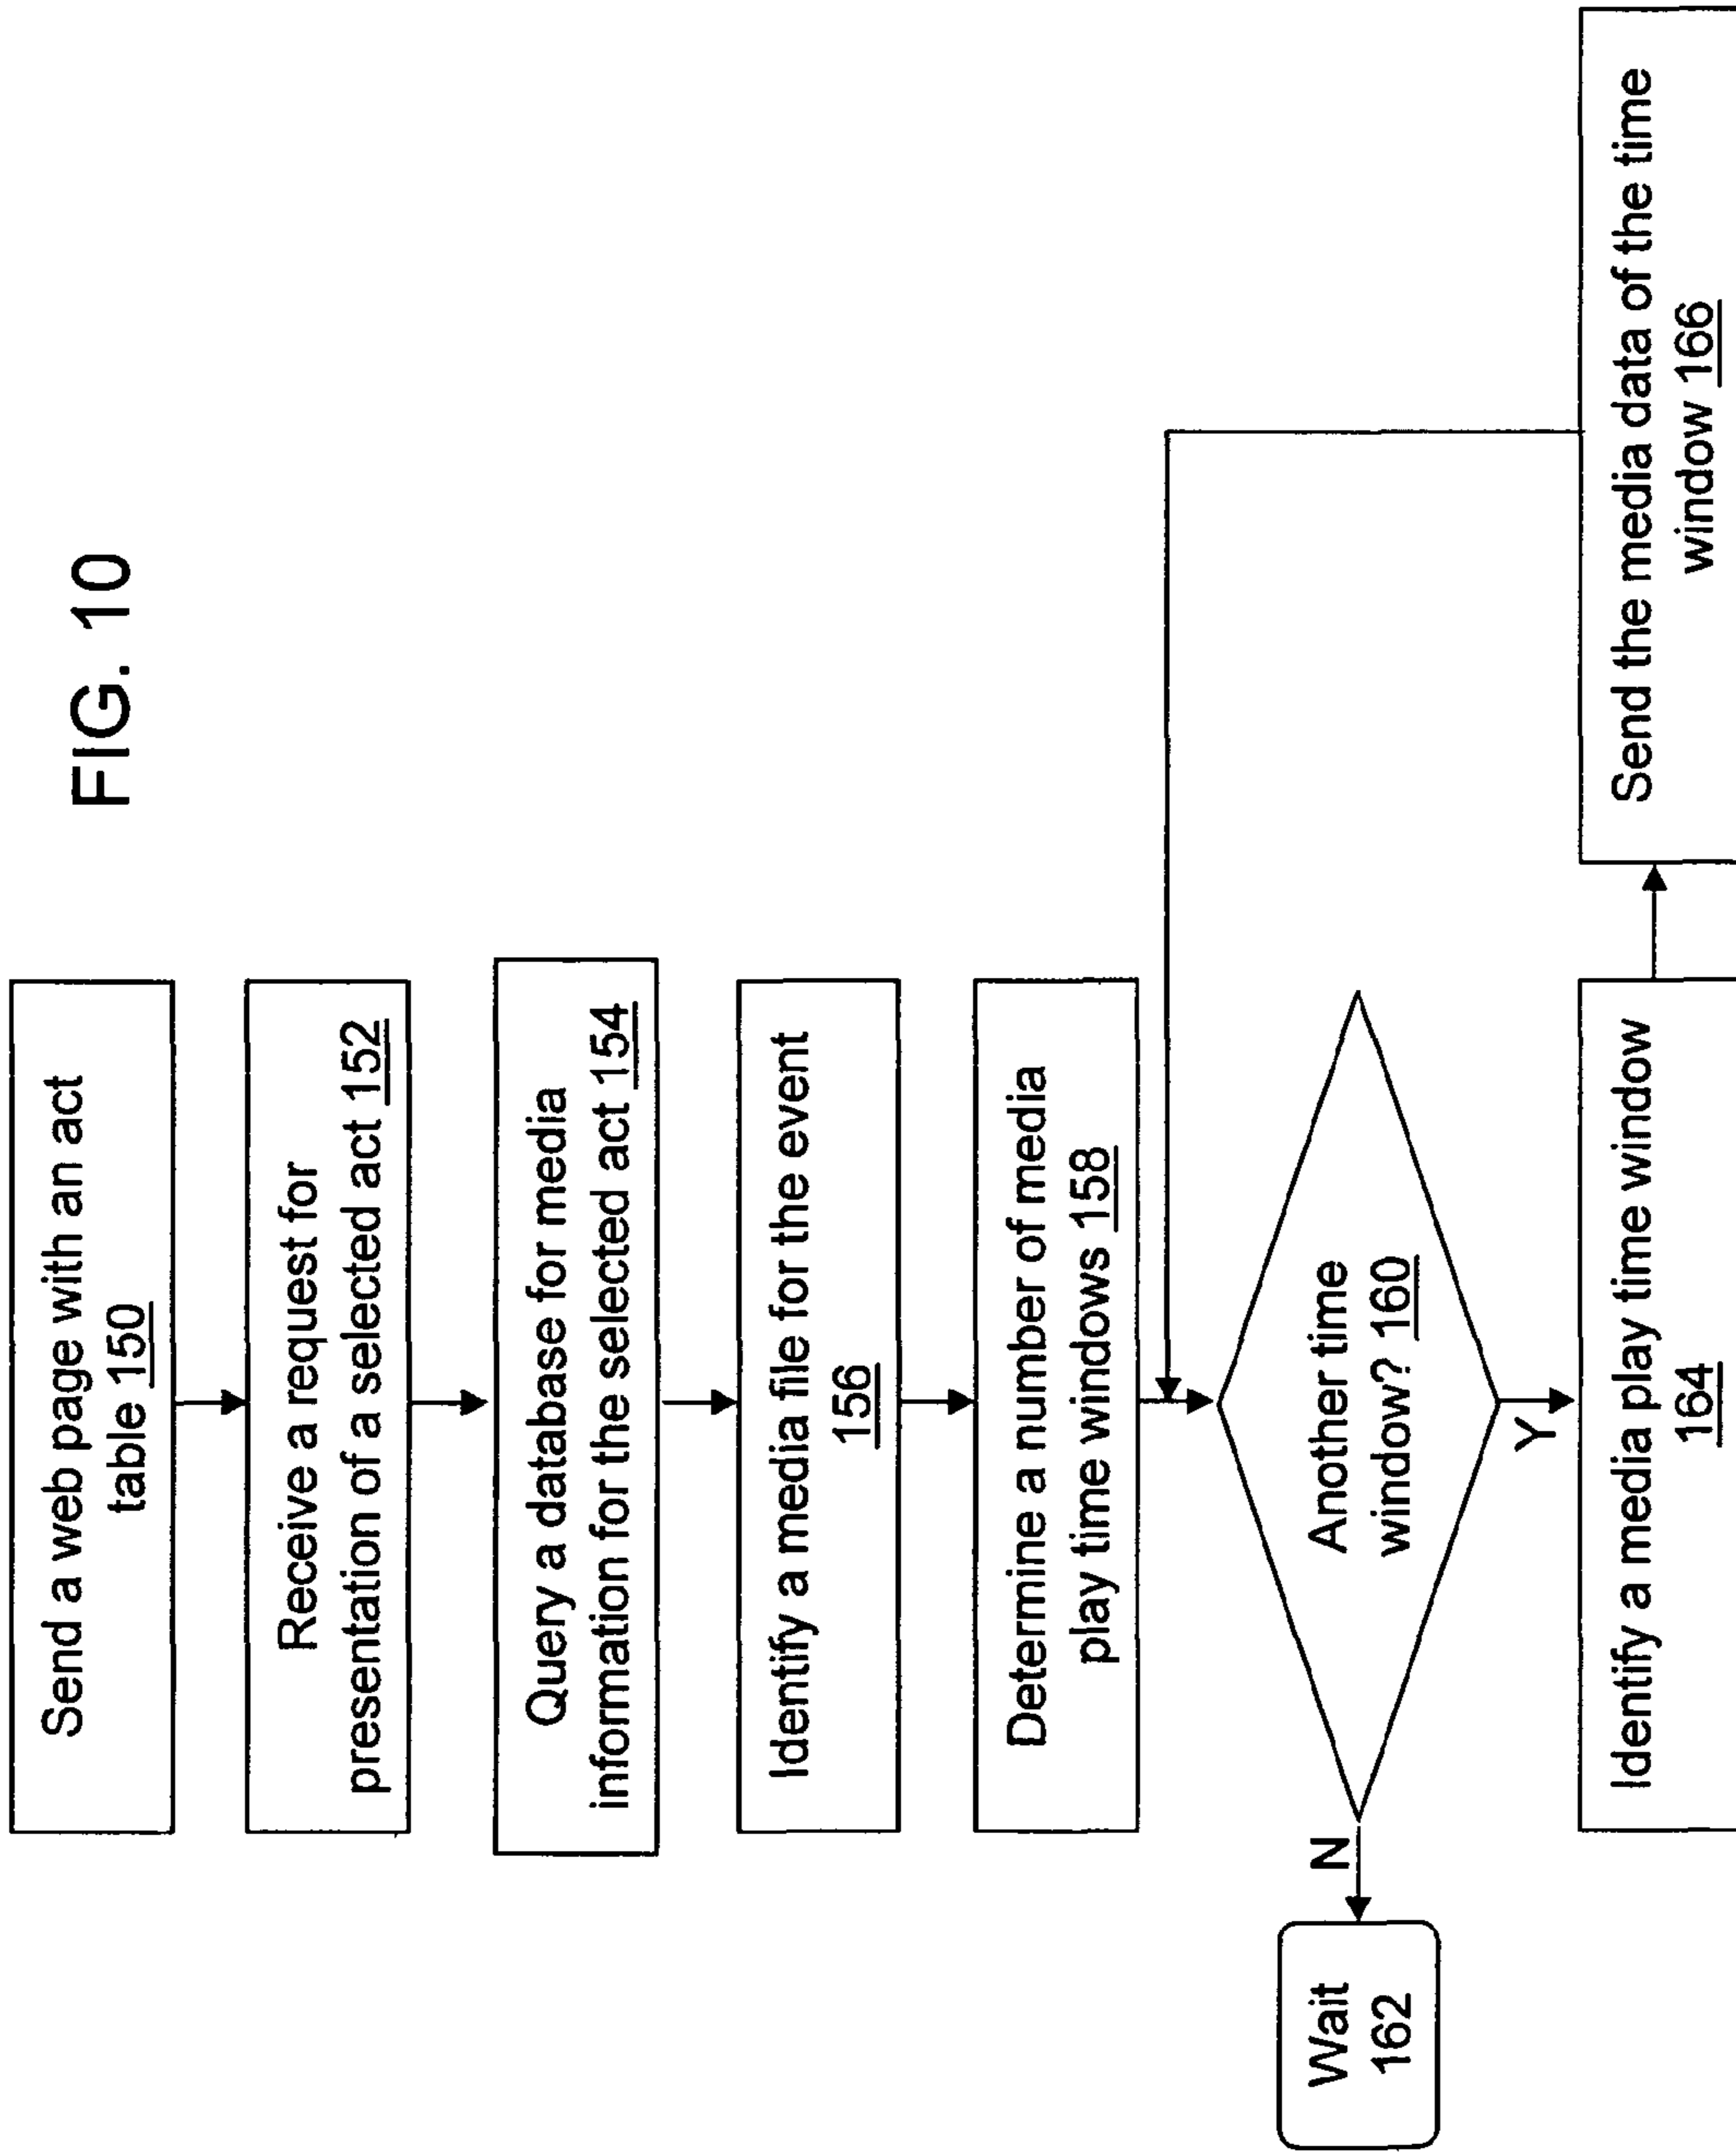 FIG. 10
Send a web page with an act
table 150
Receive a request for
presentation of a selected act 152
Query a database for media
information for the selected act 154
Identify a media file for the event
156
Determine a number of media
play time windows 158
Another time
window? 160
N
Wait
162
Y
Identify a media play time window
164
Send the media data of the time
window 166